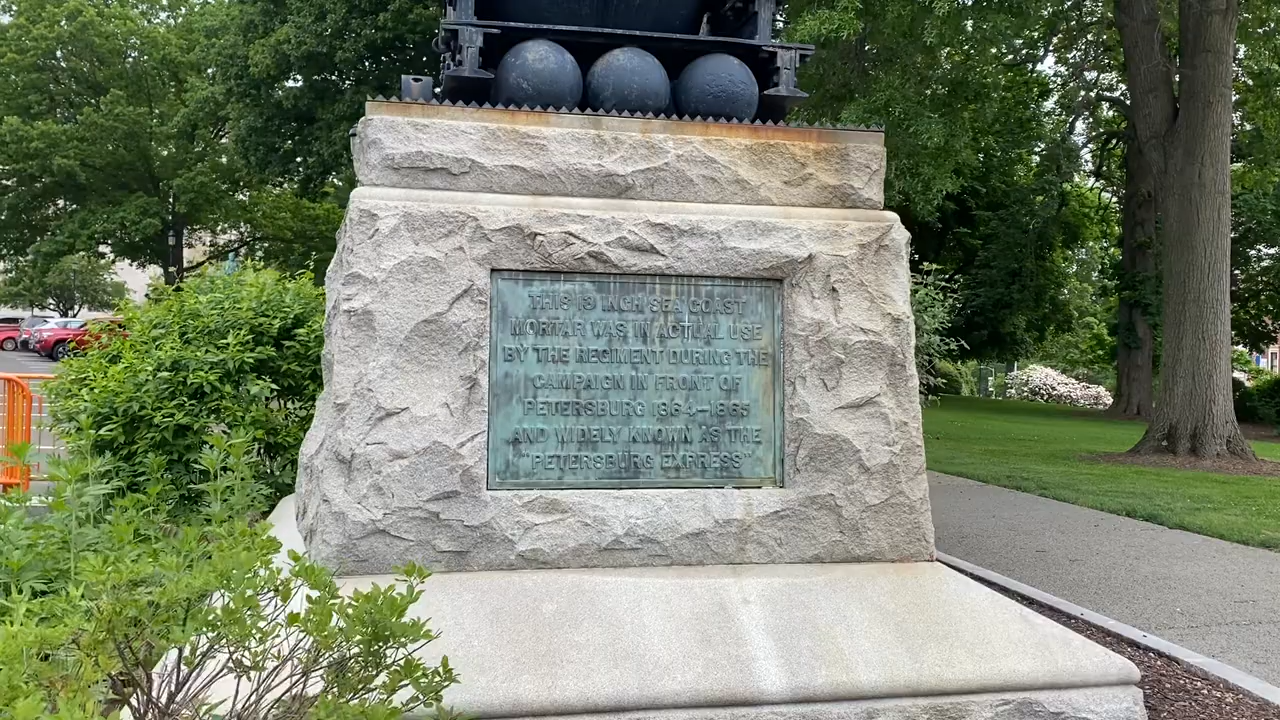 THIS 13 INCH SEA COAST
MORTAR WAS IN ACTUAL USE
BY THE REGIMENT DURING THE
CAMPAIGN IN FRONT OF
PETERSBURG 1864–1865
AND WIDELY KNOWN AS THE
"PETERSBURG EXPRESS"